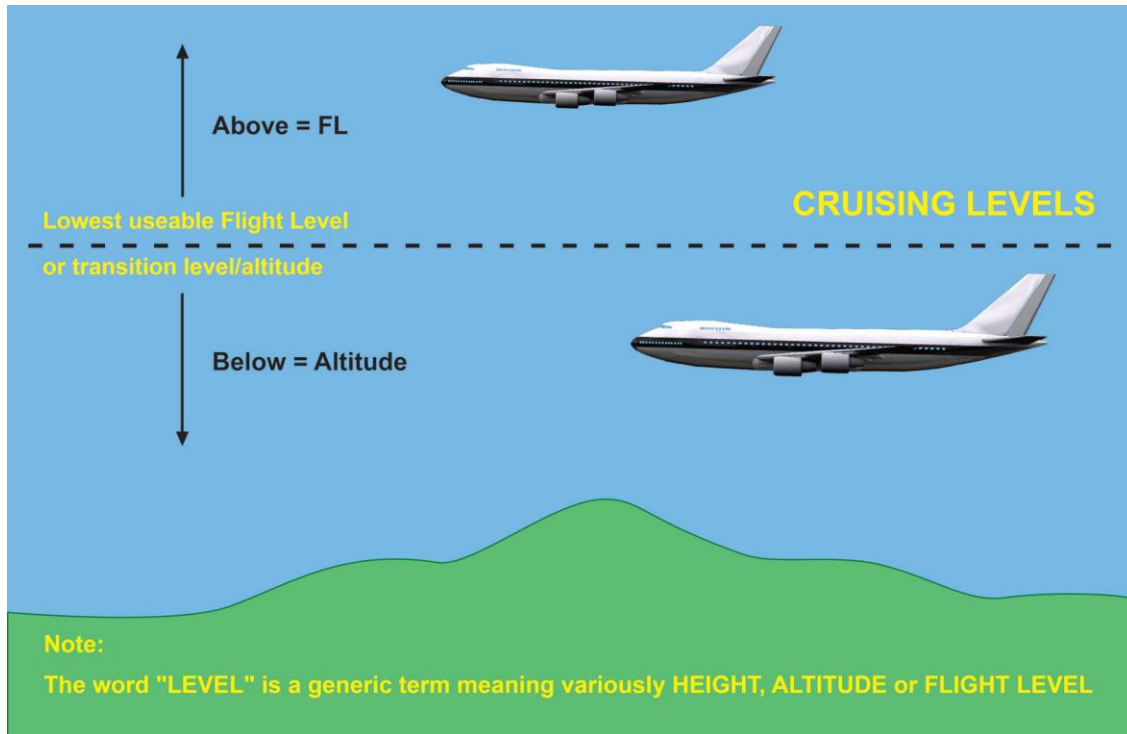 Above = FL
CRUISING LEVELS
Lowest useable Flight Level
or transition level/altitude
Below = Altitude
Note:
The word "LEVEL" is a generic term meaning variously HEIGHT, ALTITUDE or FLIGHT LEVEL